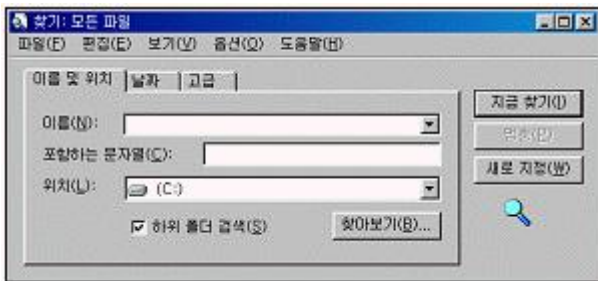 찾기: 모든 파일
파일(F) 편집(E) 보기(V) 옵션(O) 도움말(H)
이름 및 위치 날짜 고급
지금 찾기(I)
이름(N):
멈춤(P)
포함하는 문자열(C):
새로 지정(W)
위치(L): (C:)
하위 폴더 검색(S) 찾아보기(B)...